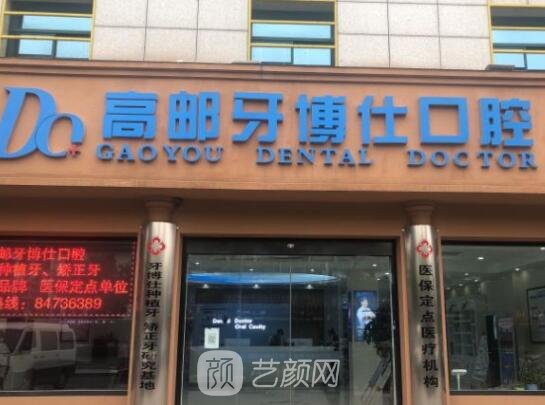 DC
高邮牙博仕口腔
GAOYOU DENTAL DOCTOR
邮牙博仕口腔
种植牙、矫正牙
品牌 医保定点单位
热线：84736389
牙博仕种植牙 矫正牙研究基地
Oral Cavity
医保定点医疗机构
颜 艺颜网